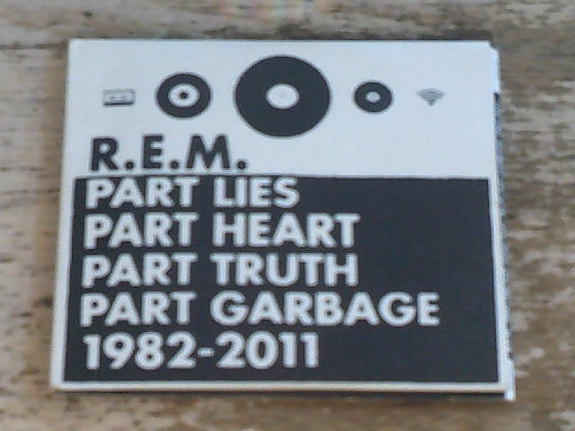 R.E.M.
PART LIES
PART HEART
PART TRUTH
PART GARBAGE
1982-2011